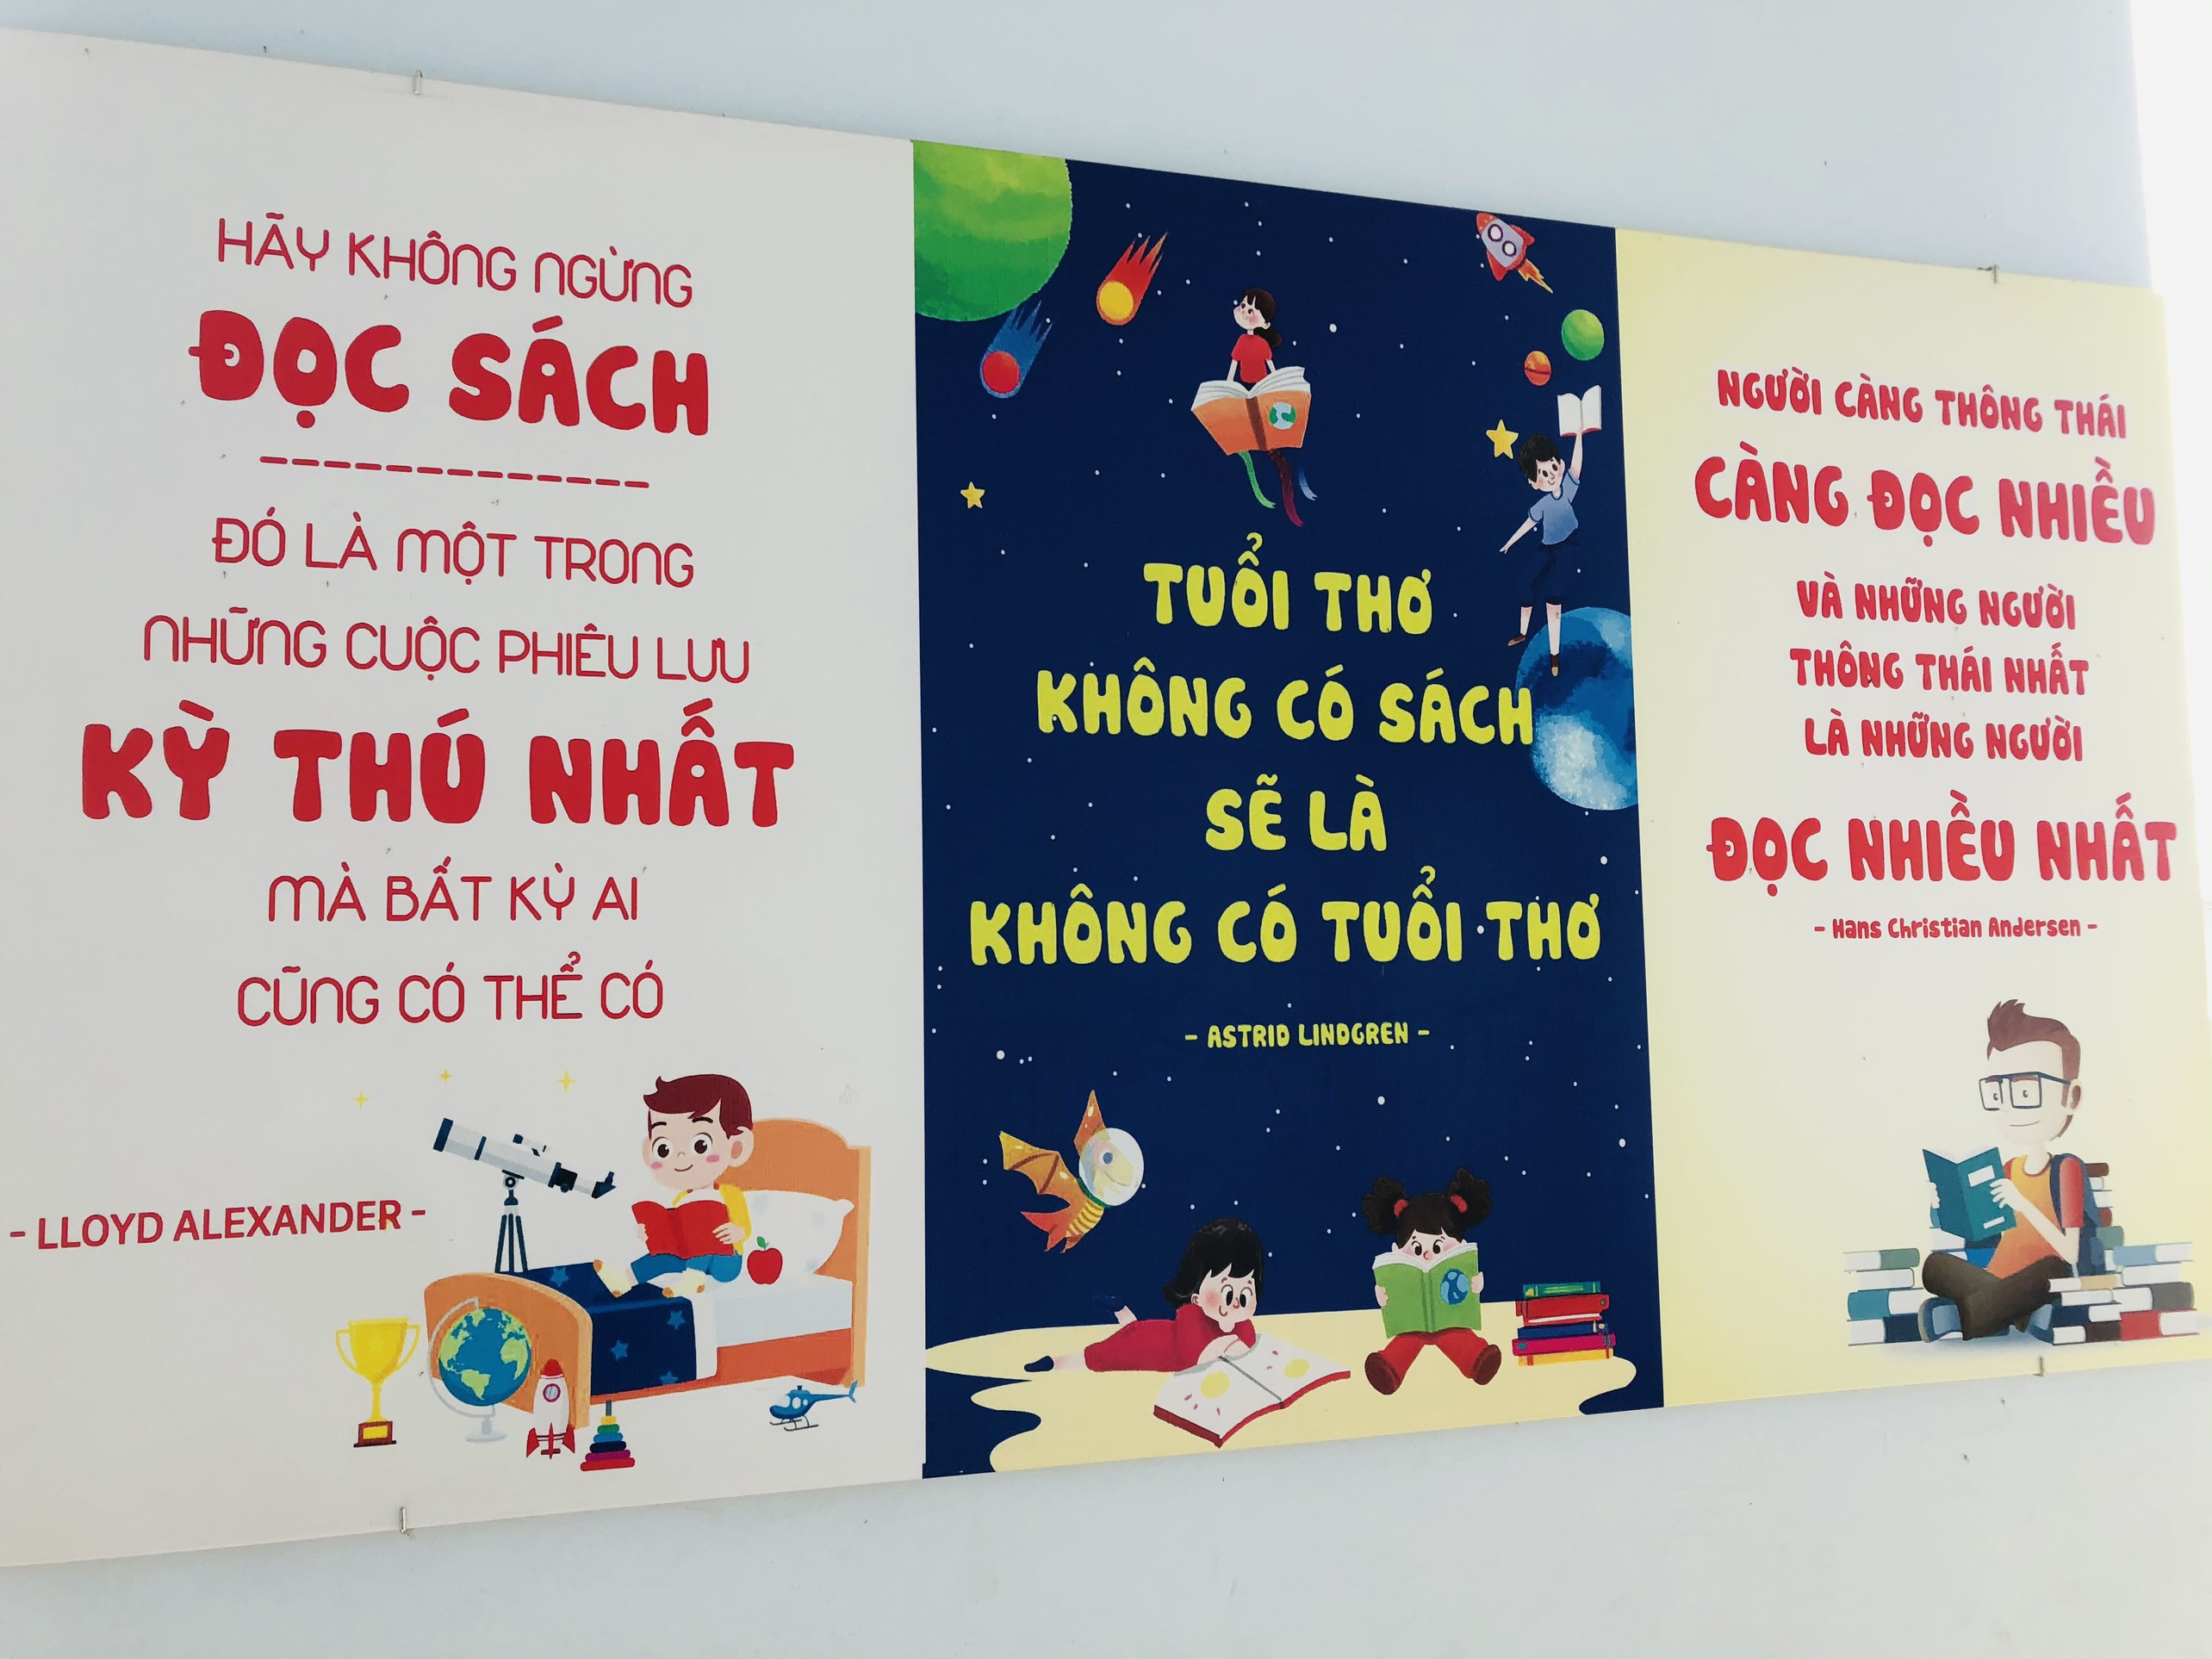 HÃY KHÔNG NGỪNG
ĐỌC SÁCH
ĐÓ LÀ MỘT TRONG
NHỮNG CUỘC PHIÊU LƯU
KỲ THÚ NHẤT
MÀ BẤT KỲ AI
CŨNG CÓ THỂ CÓ
- LLOYD ALEXANDER -
TUỔI THƠ
KHÔNG CÓ SÁCH
SẼ LÀ
KHÔNG CÓ TUỔI THƠ
- ASTRID LINDGREN -
NGƯỜI CÀNG THÔNG THÁI
CÀNG ĐỌC NHIỀU
VÀ NHỮNG NGƯỜI
THÔNG THÁI NHẤT
LÀ NHỮNG NGƯỜI
ĐỌC NHIỀU NHẤT
- Hans Christian Andersen -